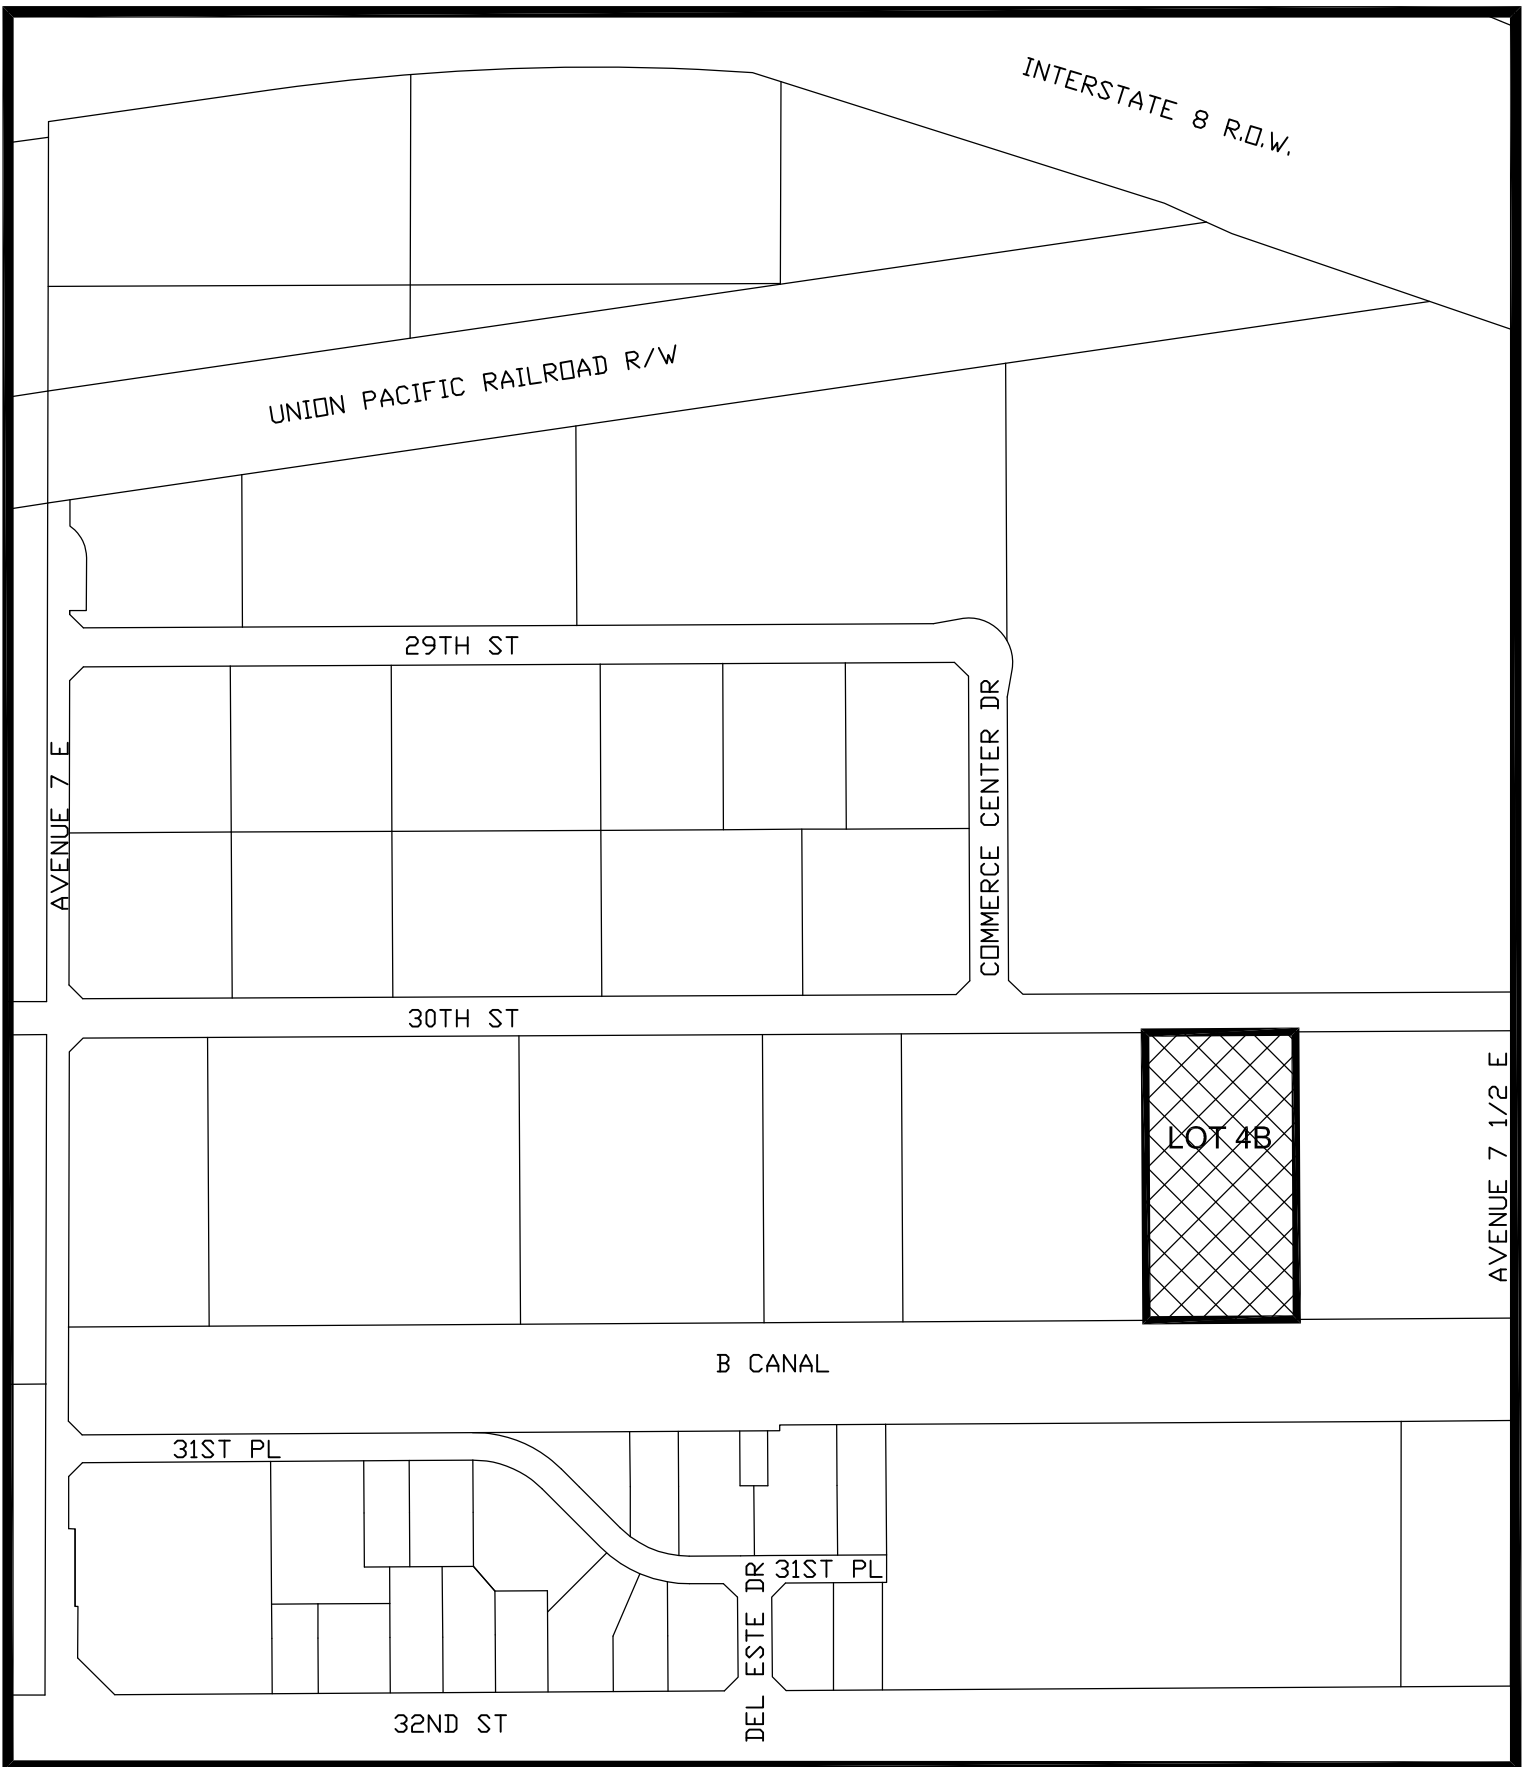 INTERSTATE 8 R.O.W.
UNION PACIFIC RAILROAD R/W
29TH ST
COMMERCE CENTER DR
AVENUE 7 E
30TH ST
LOT 4B
AVENUE 7 1/2 E
B CANAL
31ST PL
31ST PL
DEL ESTE DR
32ND ST